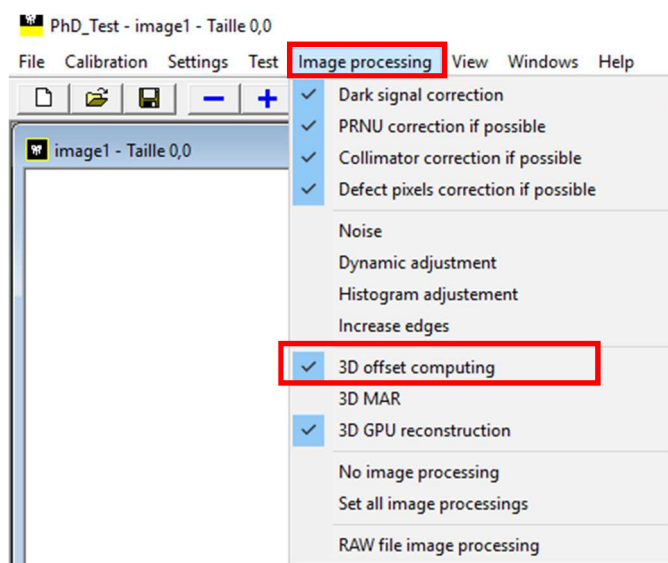 PhD_Test - image1 - Taille 0,0
File Calibration Settings Test Image processing View Windows Help
image1 - Taille 0,0
Dark signal correction
PRNU correction if possible
Collimator correction if possible
Defect pixels correction if possible
Noise
Dynamic adjustment
Histogram adjustement
Increase edges
3D offset computing
3D MAR
3D GPU reconstruction
No image processing
Set all image processings
RAW file image processing